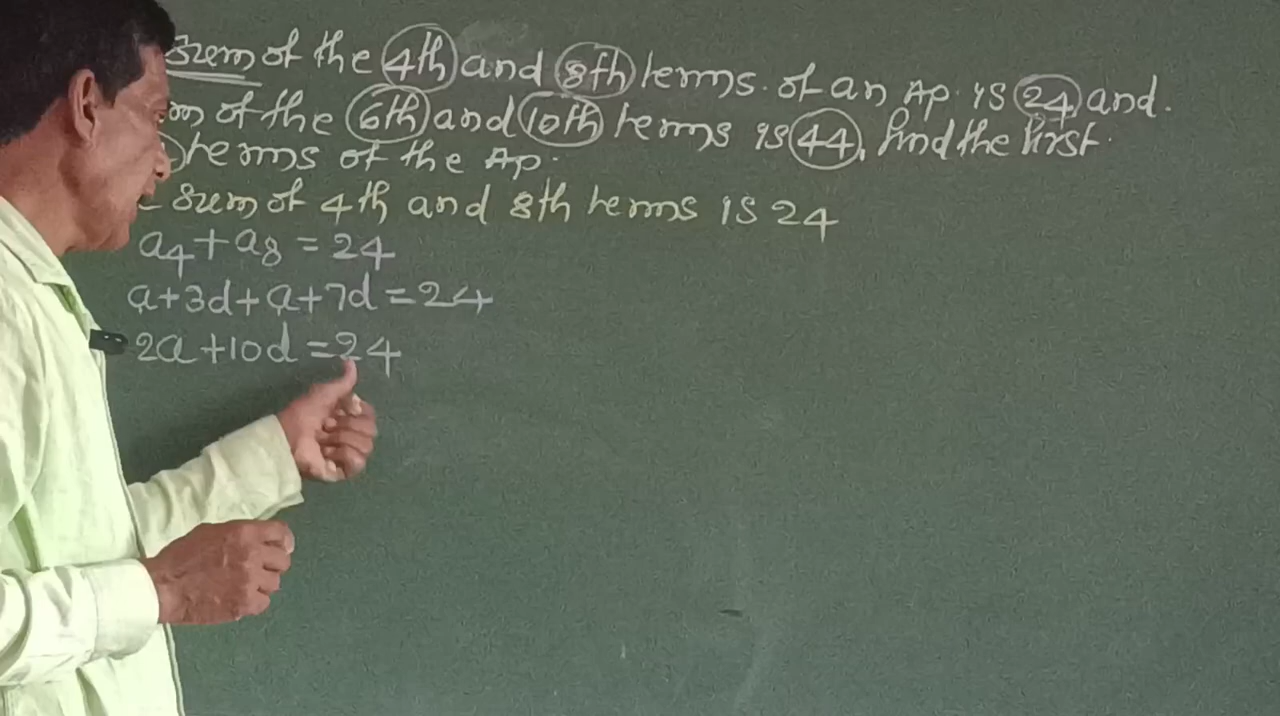 sum of the 4th and 8th terms. of an AP. is 24 and.
of the 6th and 10th terms is 44, find the first.
terms of the AP.
sum of 4th and 8th terms is 24
a4 + a8 = 24
a+3d+a+7d=24
2a+10d=24